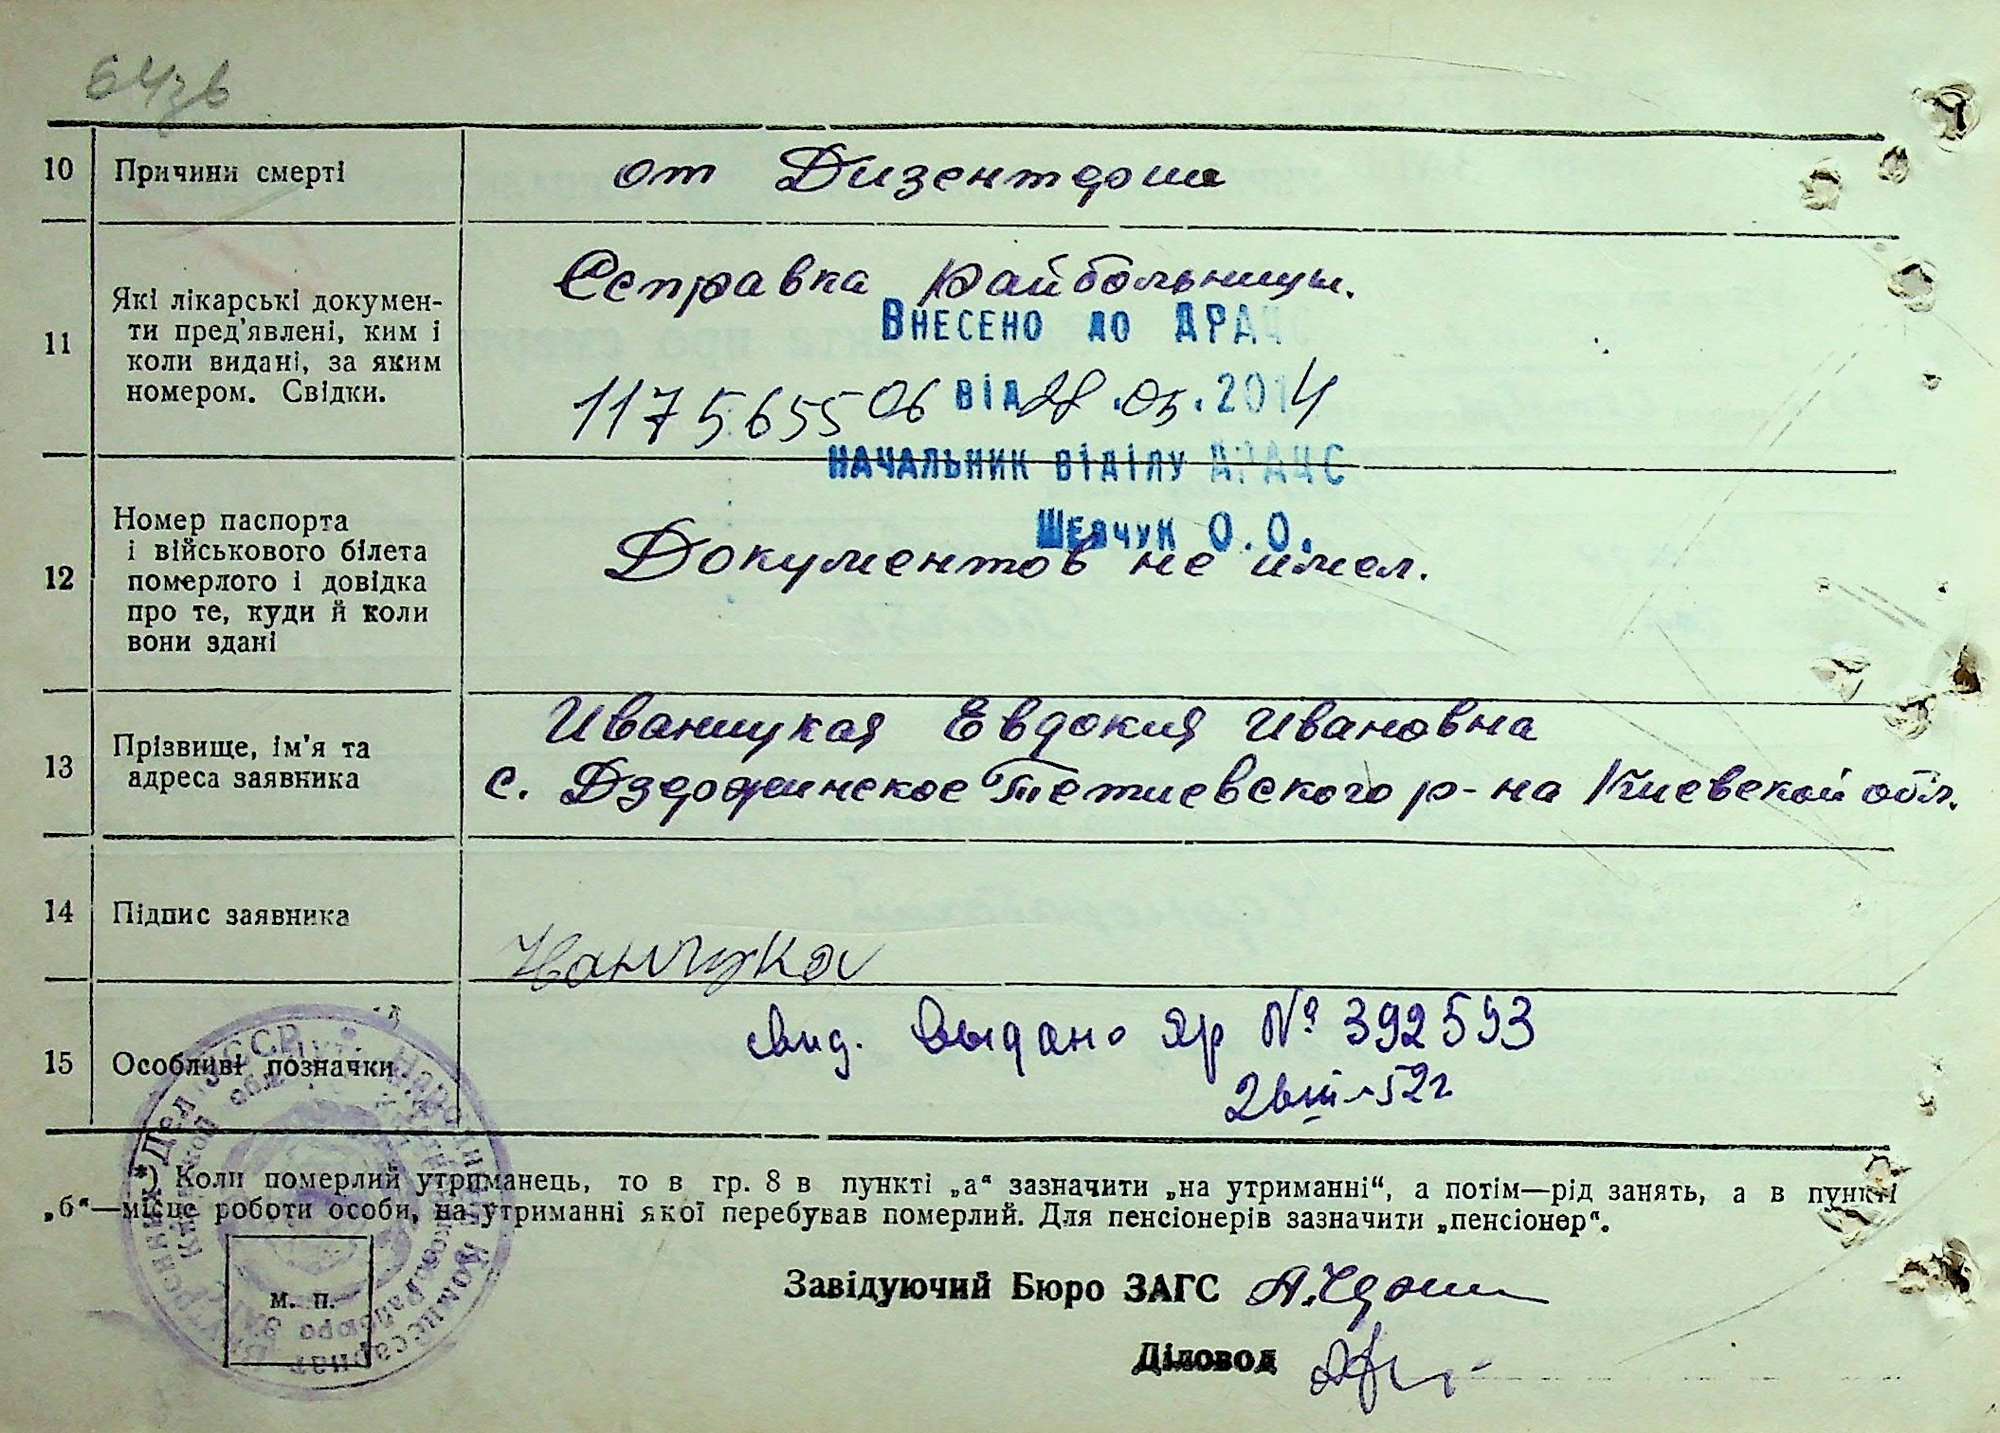 10 Причини смерті от Дизентерии
11 Які лікарські докумен-
ти пред'явлені, ким і
коли видані, за яким
номером. Свідки.
Справка райбольницы.
Внесено до ДРАЦС
1175655 06 від 28.05.2014
Начальник відділу ДРАЦС
Шевчук О.О.
12 Номер паспорта
і військового білета
померлого і довідка
про те, куди й коли
вони здані
Документов не имел.
13 Прізвище, ім'я та
адреса заявника
Иваницкая Евдокия Ивановна
с. Дзержинское Тетиевского р-на Киевской обл.
14 Підпис заявника
15 Особливі позначки
выдано ЯР № 392593
*) Коли померлий утриманець, то в гр. 8 в пункті „а“ зазначити „на утриманні“, а потім—рід занять, а в пункті
„б“—місце роботи особи, на утриманні якої перебував померлий. Для пенсіонерів зазначити „пенсіонер“.
м. п.
Завідуючий Бюро ЗАГС
Діловод